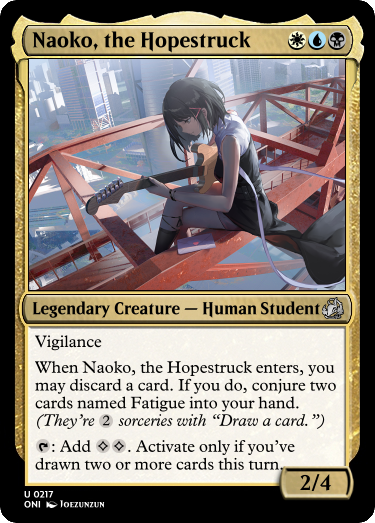 Naoko, the Hopestruck
Legendary Creature — Human Student
Vigilance
When Naoko, the Hopestruck enters, you
may discard a card. If you do, conjure two
cards named Fatigue into your hand.
(They're 2 sorceries with “Draw a card.”)
: Add . Activate only if you've
drawn two or more cards this turn.
2/4
U 0217
ONI Joezunzun